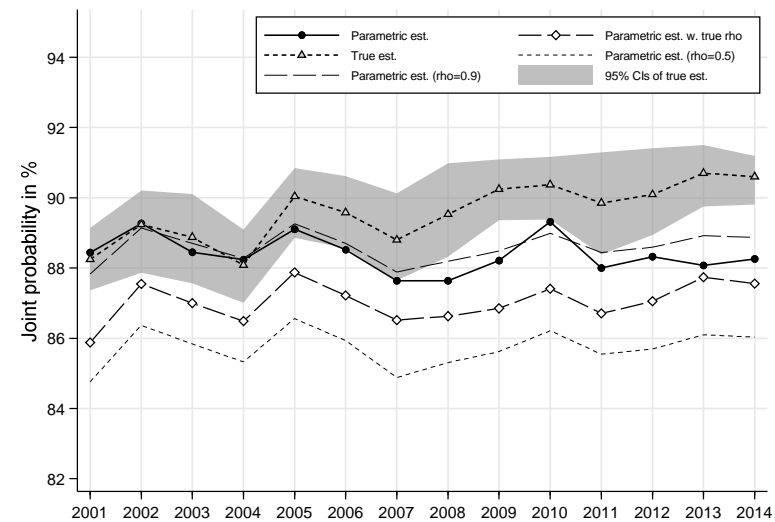 Parametric est.
Parametric est. w. true rho
True est.
Parametric est. (rho=0.5)
Parametric est. (rho=0.9)
95% CIs of true est.
Joint probability in %
94
92
90
88
86
84
82
2001 2002 2003 2004 2005 2006 2007 2008 2009 2010 2011 2012 2013 2014